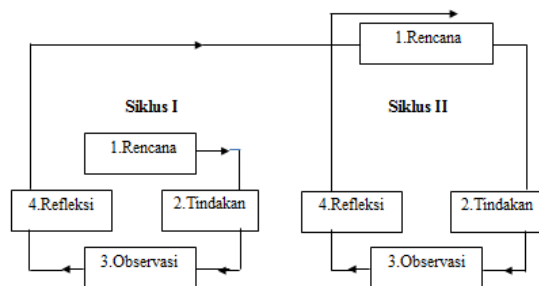 1.Rencana
Siklus I
Siklus II
1.Rencana
4.Refleksi
2.Tindakan
4.Refleksi
2.Tindakan
3.Observasi
3.Observasi